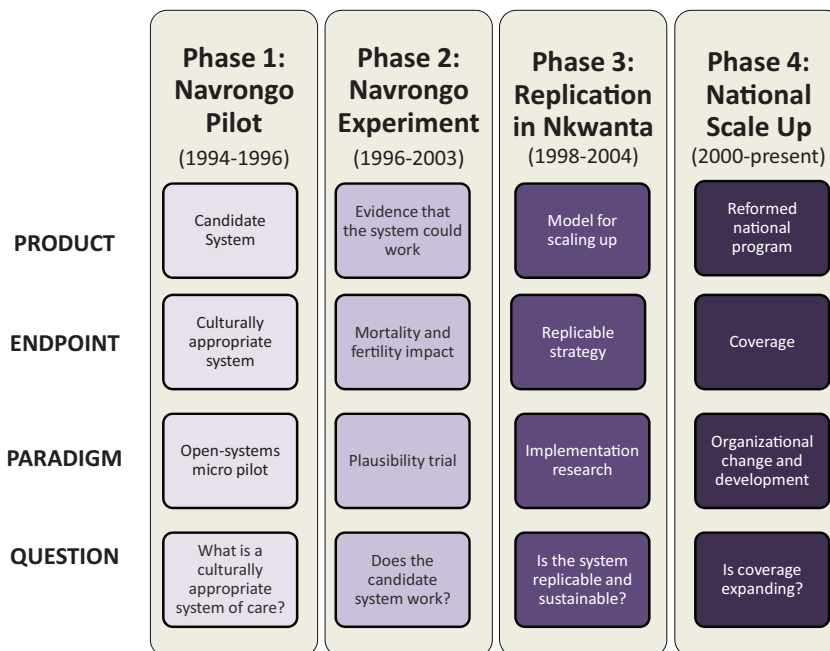 Phase 1:
Navrongo
Pilot
(1994-1996)
Phase 2:
Navrongo
Experiment
(1996-2003)
Phase 3:
Replication
in Nkwanta
(1998-2004)
Phase 4:
National
Scale Up
(2000-present)
PRODUCT
Candidate
System
Evidence that
the system could
work
Model for
scaling up
Reformed
national
program
ENDPOINT
Culturally
appropriate
system
Mortality and
fertility impact
Replicable
strategy
Coverage
PARADIGM
Open-systems
micro pilot
Plausibility trial
Implementation
research
Organizational
change and
development
QUESTION
What is a
culturally
appropriate
system of care?
Does the
candidate
system work?
Is the system
replicable and
sustainable?
Is coverage
expanding?